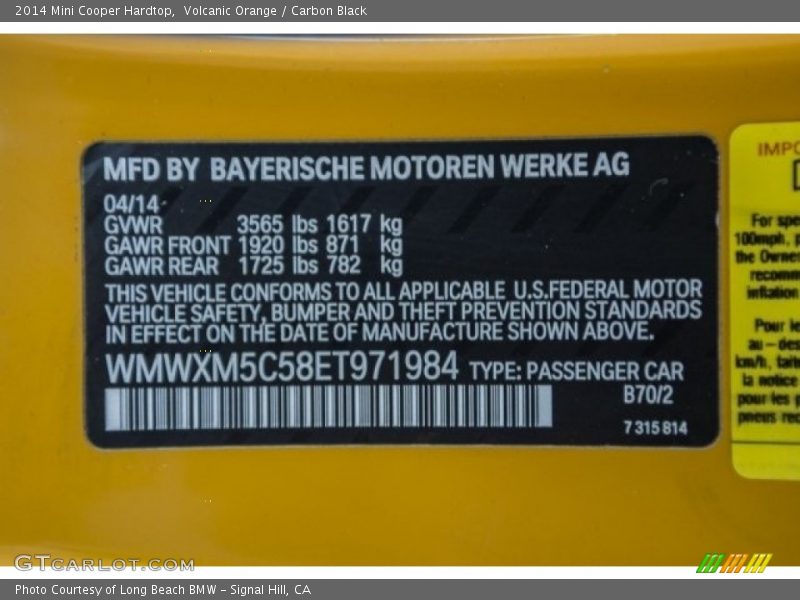 2014 Mini Cooper Hardtop,  Volcanic Orange / Carbon Black
MFD BY BAYERISCHE MOTOREN WERKE AG
04/14
GVWR 3565 lbs 1617 kg
GAWR FRONT 1920 lbs 871 kg
GAWR REAR 1725 lbs 782 kg
THIS VEHICLE CONFORMS TO ALL APPLICABLE U.S.FEDERAL MOTOR
VEHICLE SAFETY, BUMPER AND THEFT PREVENTION STANDARDS
IN EFFECT ON THE DATE OF MANUFACTURE SHOWN ABOVE.
WMWXM5C58ET971984 TYPE: PASSENGER CAR
B70/2
7 315 814
IMPO
For spe
100mph, p
the Owner
recomm
inflation
Pour le
au-des
km/h, faite
la notice
pour les p
pneus rec
GTCARLOT.COM
Photo Courtesy of Long Beach BMW - Signal Hill, CA